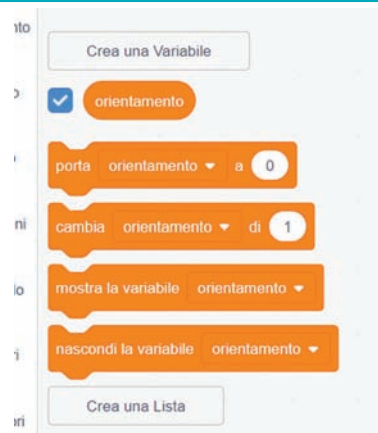 Crea una Variabile
orientamento
porta orientamento a 0
cambia orientamento di 1
mostra la variabile orientamento
nascondi la variabile orientamento
Crea una Lista